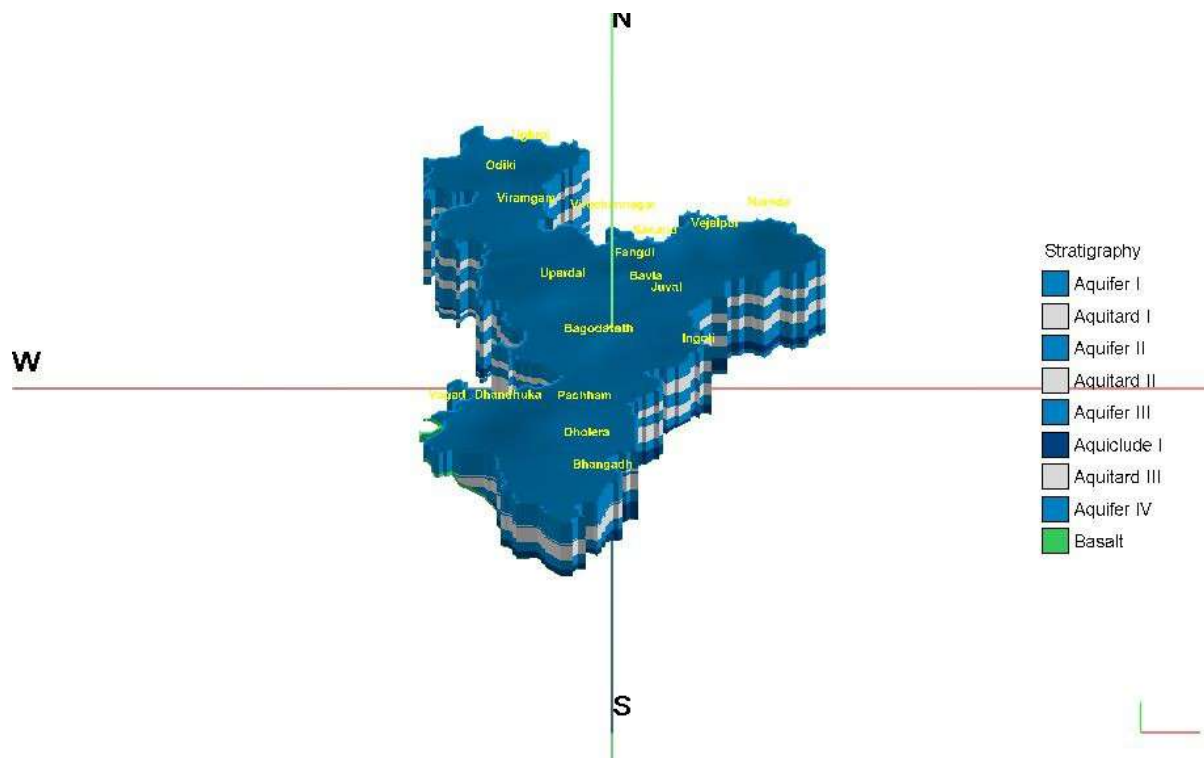 N
Odiki
Viramgam
Vejalpur
Fangdi
Upardal
Bavla
Juval
Ingoli
W
Dhandhuka
Pachham
Dholera
Bhangadh
S
Stratigraphy
Aquifer I
Aquitard I
Aquifer II
Aquitard II
Aquifer III
Aquiclude I
Aquitard III
Aquifer IV
Basalt